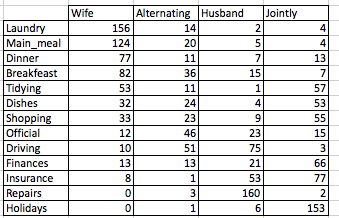 Wife Alternating Husband Jointly
Laundry 156 14 2 4
Main_meal 124 20 5 4
Dinner 77 11 7 13
Breakfeast 82 36 15 7
Tidying 53 11 1 57
Dishes 32 24 4 53
Shopping 33 23 9 55
Official 12 46 23 15
Driving 10 51 75 3
Finances 13 13 21 66
Insurance 8 1 53 77
Repairs 0 3 160 2
Holidays 0 1 6 153